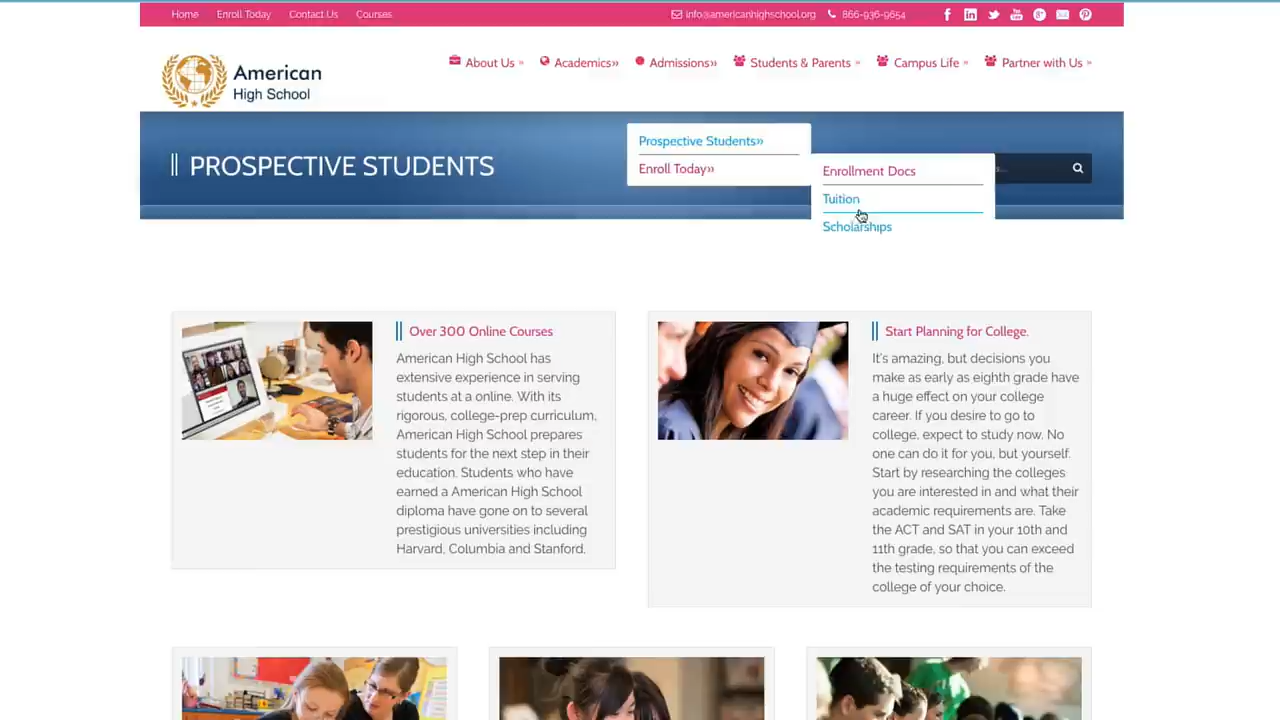 Home Enroll Today Contact Us Courses info@americanhighschool.org 866-936-9654
American
High School
About Us » Academics» Admissions» Students & Parents » Campus Life » Partner with Us »
PROSPECTIVE STUDENTS
Prospective Students»
Enroll Today»
Enrollment Docs
Tuition
Scholarships
Over 300 Online Courses
American High School has
extensive experience in serving
students at a online. With its
rigorous, college-prep curriculum,
American High School prepares
students for the next step in their
education. Students who have
earned a American High School
diploma have gone on to several
prestigious universities including
Harvard, Columbia and Stanford.
Start Planning for College.
It's amazing, but decisions you
make as early as eighth grade have
a huge effect on your college
career. If you desire to go to
college, expect to study now. No
one can do it for you, but yourself.
Start by researching the colleges
you are interested in and what their
academic requirements are. Take
the ACT and SAT in your 10th and
11th grade, so that you can exceed
the testing requirements of the
college of your choice.